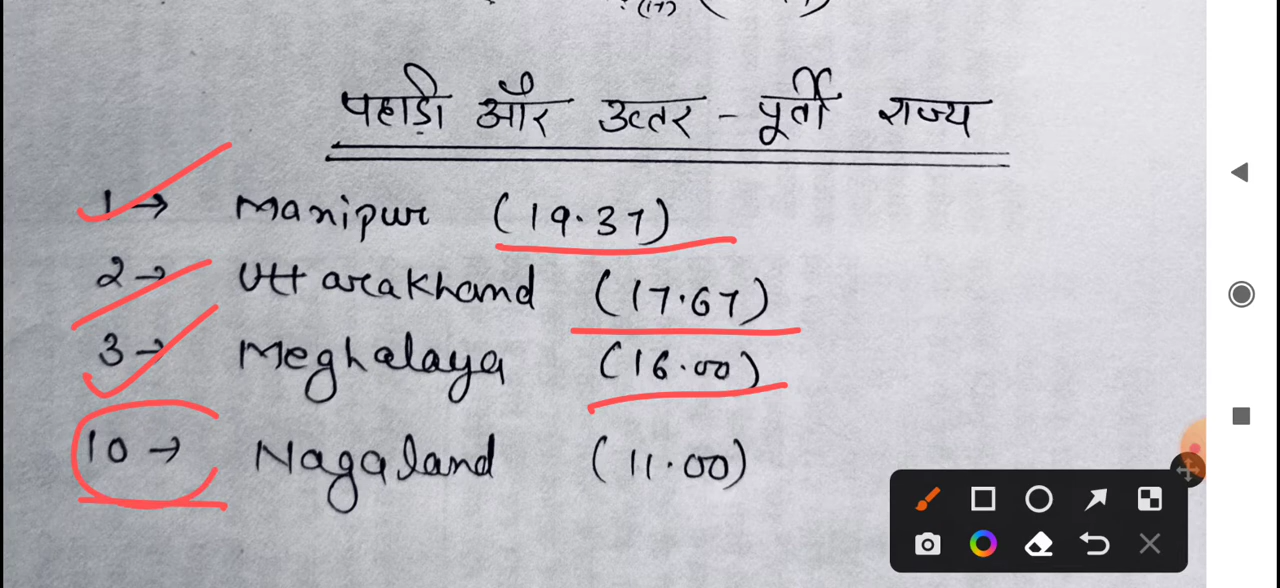 (17)
पहाड़ी और उत्तर - पूर्ती राज्य
1 → Manipur (19.37)
2 → Uttarakhand (17.67)
3 → Meghalaya (16.00)
10 → Nagaland (11.00)